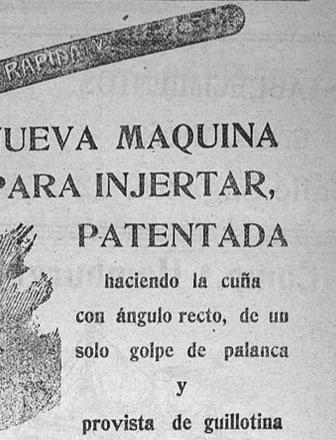 RAPIDA Y
NUEVA MAQUINA
PARA INJERTAR,
PATENTADA
haciendo la cuña
con ángulo recto, de un
solo golpe de palanca
y
provista de guillotina